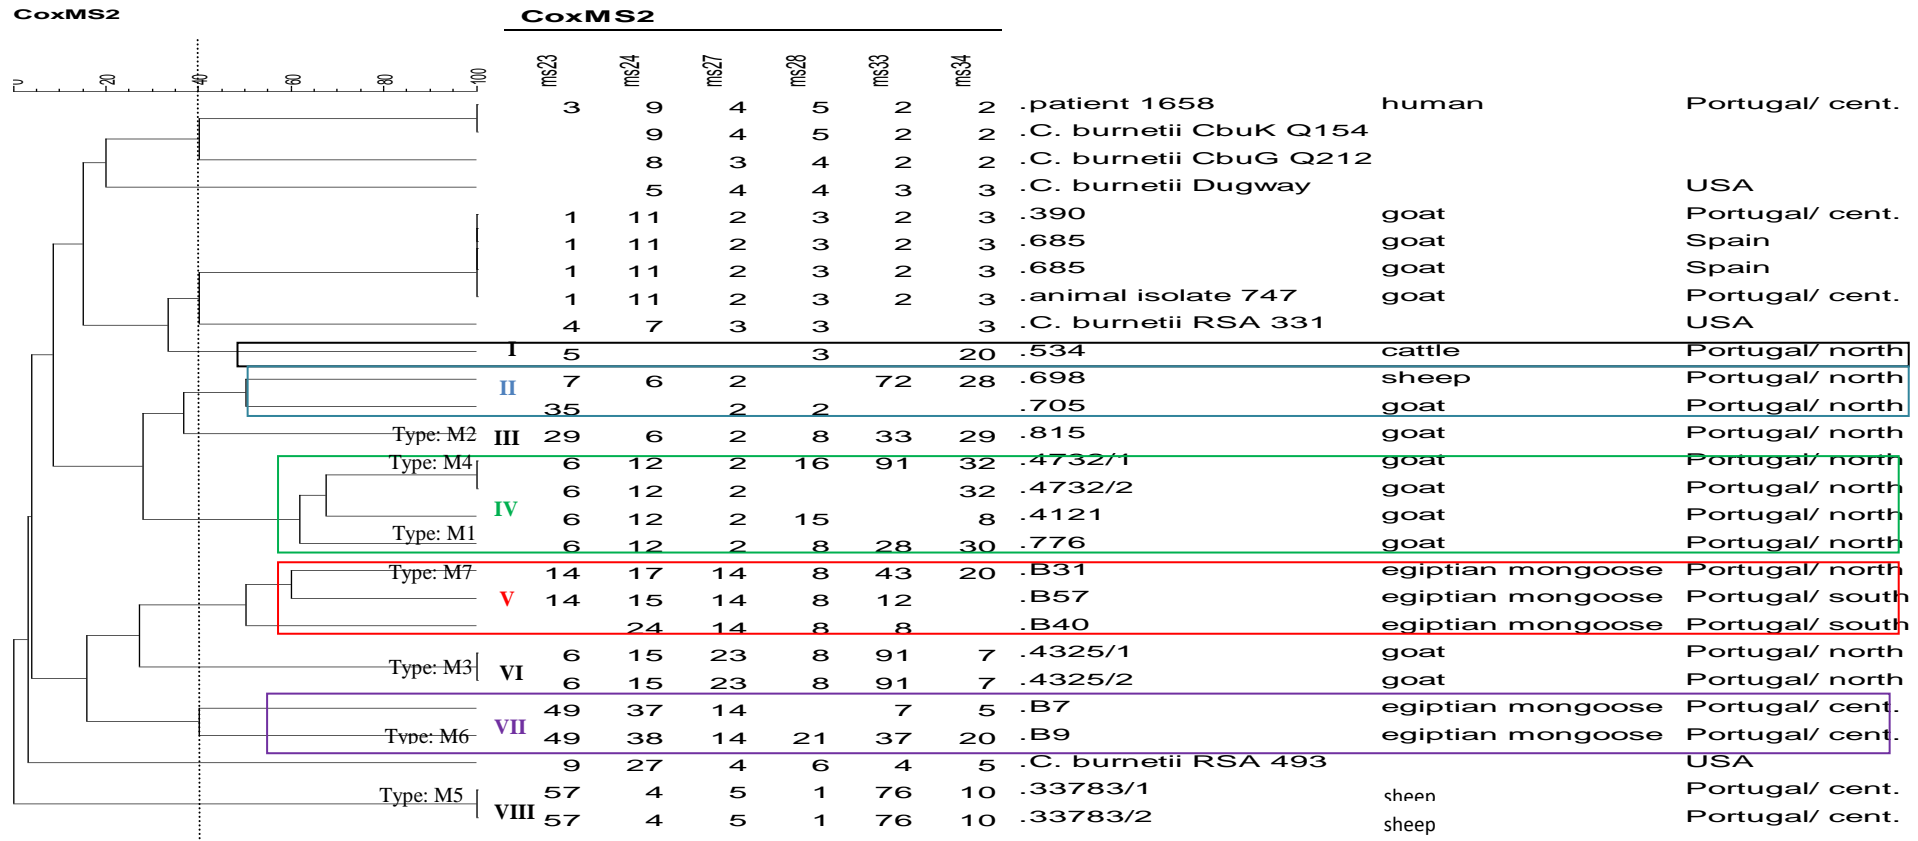 CoxMS2 CoxMS2
0 20 40 60 80 100 ms23 ms24 ms27 ms28 ms33 ms34
3 9 4 5 2 2 .patient 1658 human Portugal/ cent.
9 4 5 2 2 .C. burnetii CbuK Q154
8 3 4 2 2 .C. burnetii CbuG Q212
5 4 4 3 3 .C. burnetii Dugway USA
1 11 2 3 2 3 .390 goat Portugal/ cent.
1 11 2 3 2 3 .685 goat Spain
1 11 2 3 2 3 .685 goat Spain
1 11 2 3 2 3 .animal isolate 747 goat Portugal/ cent.
4 7 3 3 3 .C. burnetii RSA 331 USA
I 5 3 20 .534 cattle Portugal/ north
II 7 6 2 72 28 .698 sheep Portugal/ north
35 2 2 .705 goat Portugal/ north
Type: M2 III 29 6 2 8 33 29 .815 goat Portugal/ north
Type: M4 6 12 2 16 91 32 .4732/1 goat Portugal/ north
6 12 2 32 .4732/2 goat Portugal/ north
IV 6 12 2 15 8 .4121 goat Portugal/ north
Type: M1 6 12 2 8 28 30 .776 goat Portugal/ north
Type: M7 14 17 14 8 43 20 .B31 egiptian mongoose Portugal/ north
V 14 15 14 8 12 .B57 egiptian mongoose Portugal/ south
24 14 8 8 .B40 egiptian mongoose Portugal/ south
Type: M3 6 15 23 8 91 7 .4325/1 goat Portugal/ north
VI 6 15 23 8 91 7 .4325/2 goat Portugal/ north
VII 49 37 14 7 5 .B7 egiptian mongoose Portugal/ cent.
Type: M6 49 38 14 21 37 20 .B9 egiptian mongoose Portugal/ cent.
9 27 4 6 4 5 .C. burnetii RSA 493 USA
Type: M5 57 4 5 1 76 10 .33783/1 sheep Portugal/ cent.
VIII 57 4 5 1 76 10 .33783/2 sheep Portugal/ cent.